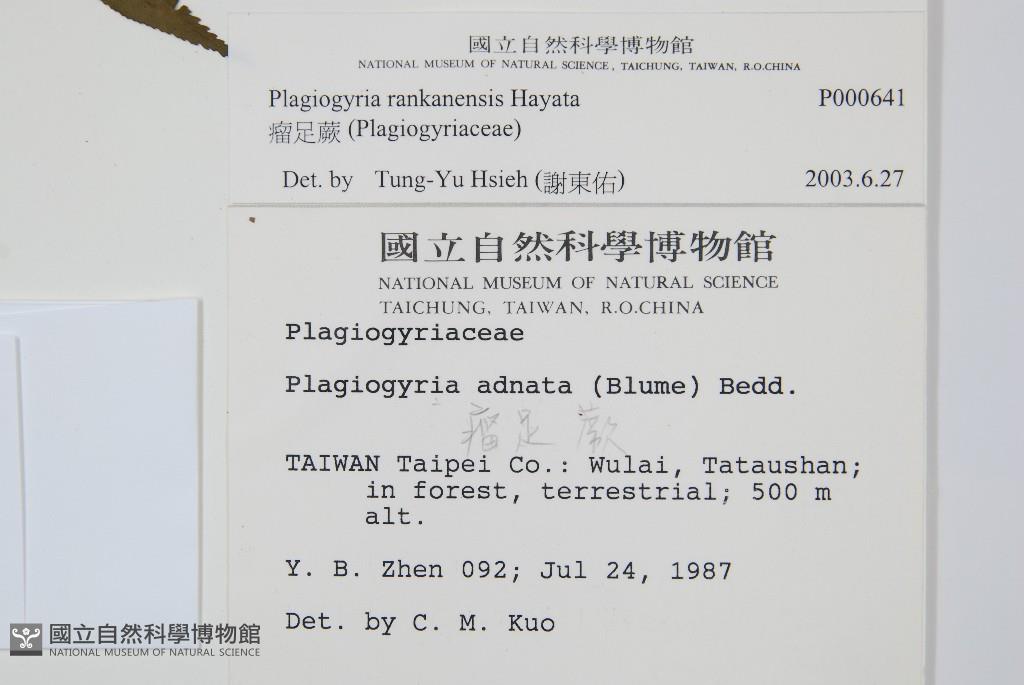 國立自然科學博物館
NATIONAL MUSEUM OF NATURAL SCIENCE, TAICHUNG, TAIWAN, R.O.CHINA
Plagiogyria rankanensis Hayata P000641
瘤足蕨 (Plagiogyriaceae)
Det. by Tung-Yu Hsieh (謝東佑) 2003.6.27
國立自然科學博物館
NATIONAL MUSEUM OF NATURAL SCIENCE
TAICHUNG, TAIWAN, R.O.CHINA
Plagiogyriaceae
Plagiogyria adnata (Blume) Bedd.
瘤足蕨
TAIWAN Taipei Co.: Wulai, Tataushan;
in forest, terrestrial; 500 m
alt.
Y. B. Zhen 092; Jul 24, 1987
Det. by C. M. Kuo
國立自然科學博物館
NATIONAL MUSEUM OF NATURAL SCIENCE